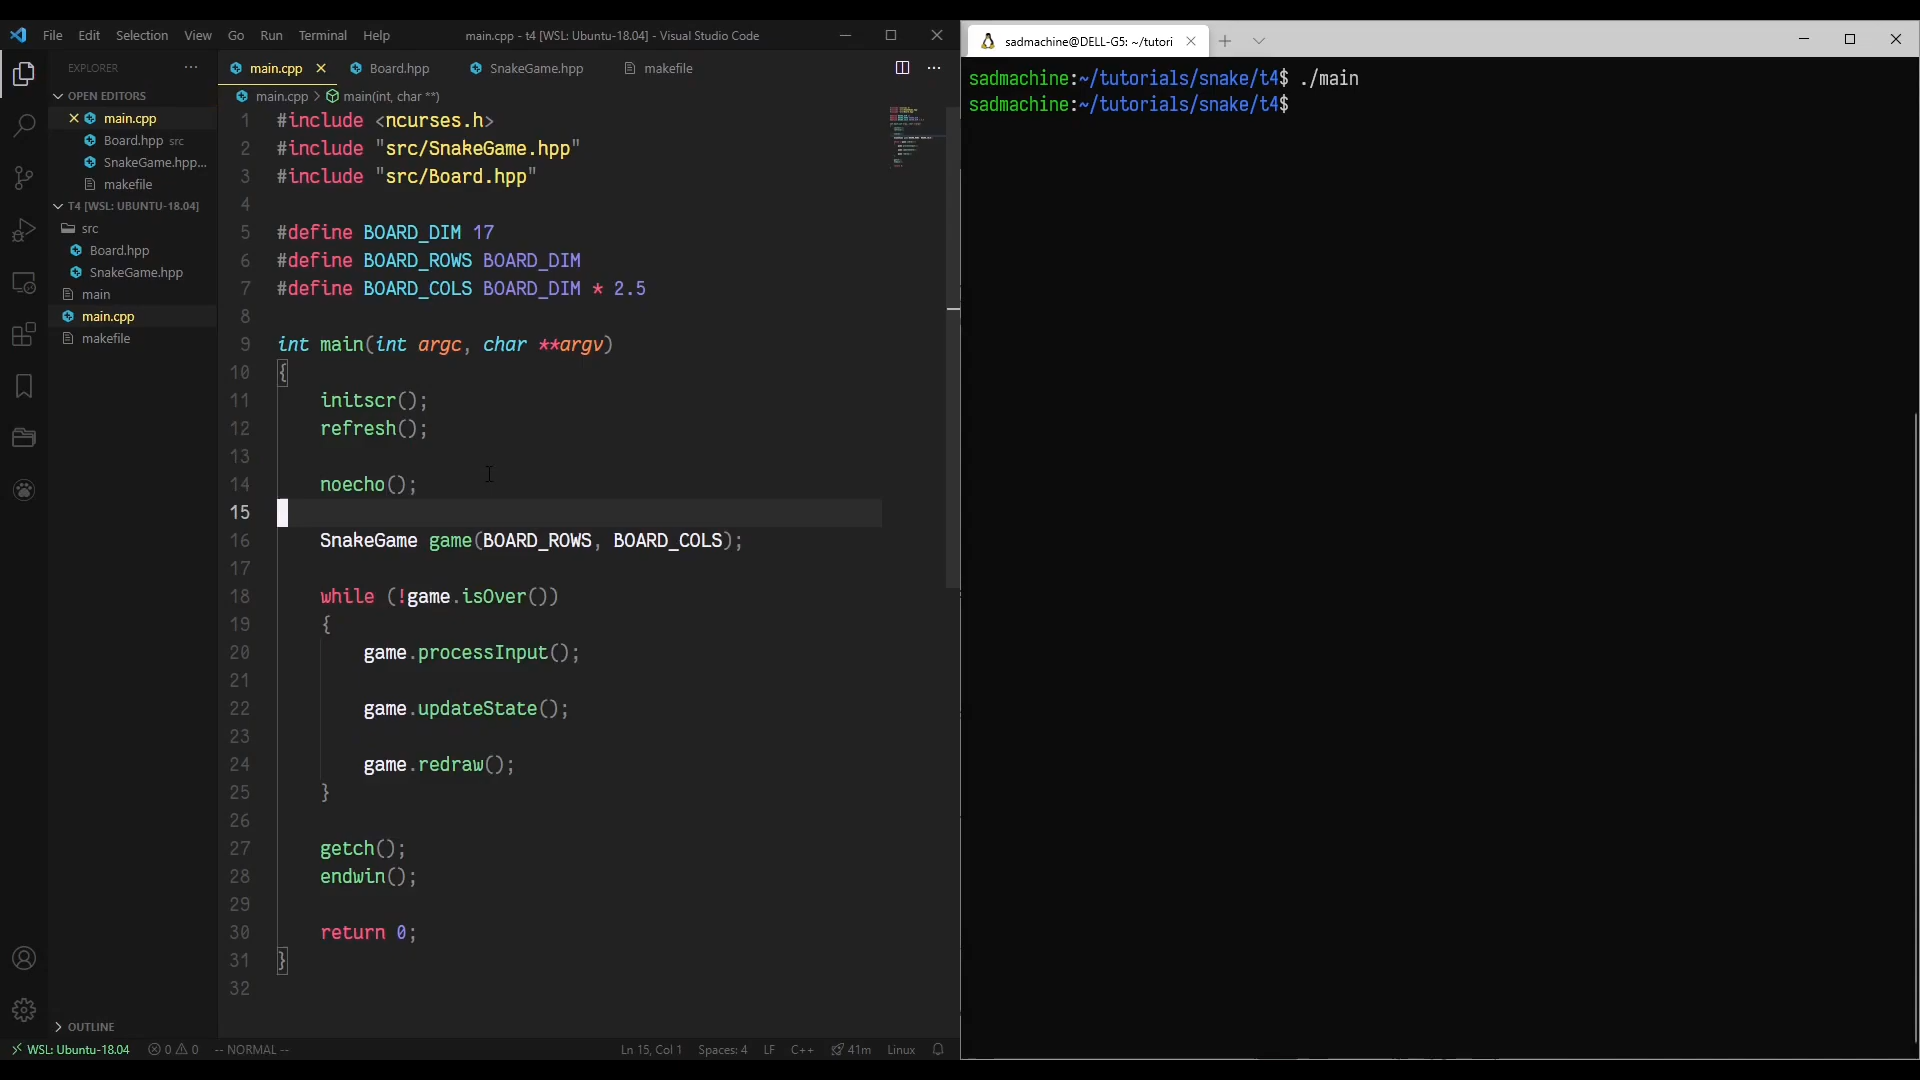 File Edit Selection View Go Run Terminal Help main.cpp - t4 [WSL: Ubuntu-18.04] - Visual Studio Code
EXPLORER ...
OPEN EDITORS
main.cpp
Board.hpp src
SnakeGame.hpp...
makefile
T4 [WSL: UBUNTU-18.04]
src
Board.hpp
SnakeGame.hpp
main
main.cpp
makefile
OUTLINE
main.cpp Board.hpp SnakeGame.hpp makefile
main.cpp > main(int, char **)
1 #include <ncurses.h>
2 #include "src/SnakeGame.hpp"
3 #include "src/Board.hpp"
4
5 #define BOARD_DIM 17
6 #define BOARD_ROWS BOARD_DIM
7 #define BOARD_COLS BOARD_DIM * 2.5
8
9 int main(int argc, char **argv)
10 {
11 initscr();
12 refresh();
13
14 noecho();
15
16 SnakeGame game(BOARD_ROWS, BOARD_COLS);
17
18 while (!game.isOver())
19 {
20 game.processInput();
21
22 game.updateState();
23
24 game.redraw();
25 }
26
27 getch();
28 endwin();
29
30 return 0;
31 }
32
WSL: Ubuntu-18.04 0 0 -- NORMAL -- Ln 15, Col 1 Spaces: 4 LF C++ 41m Linux
sadmachine@DELL-G5: ~/tutori
sadmachine:~/tutorials/snake/t4$ ./main
sadmachine:~/tutorials/snake/t4$